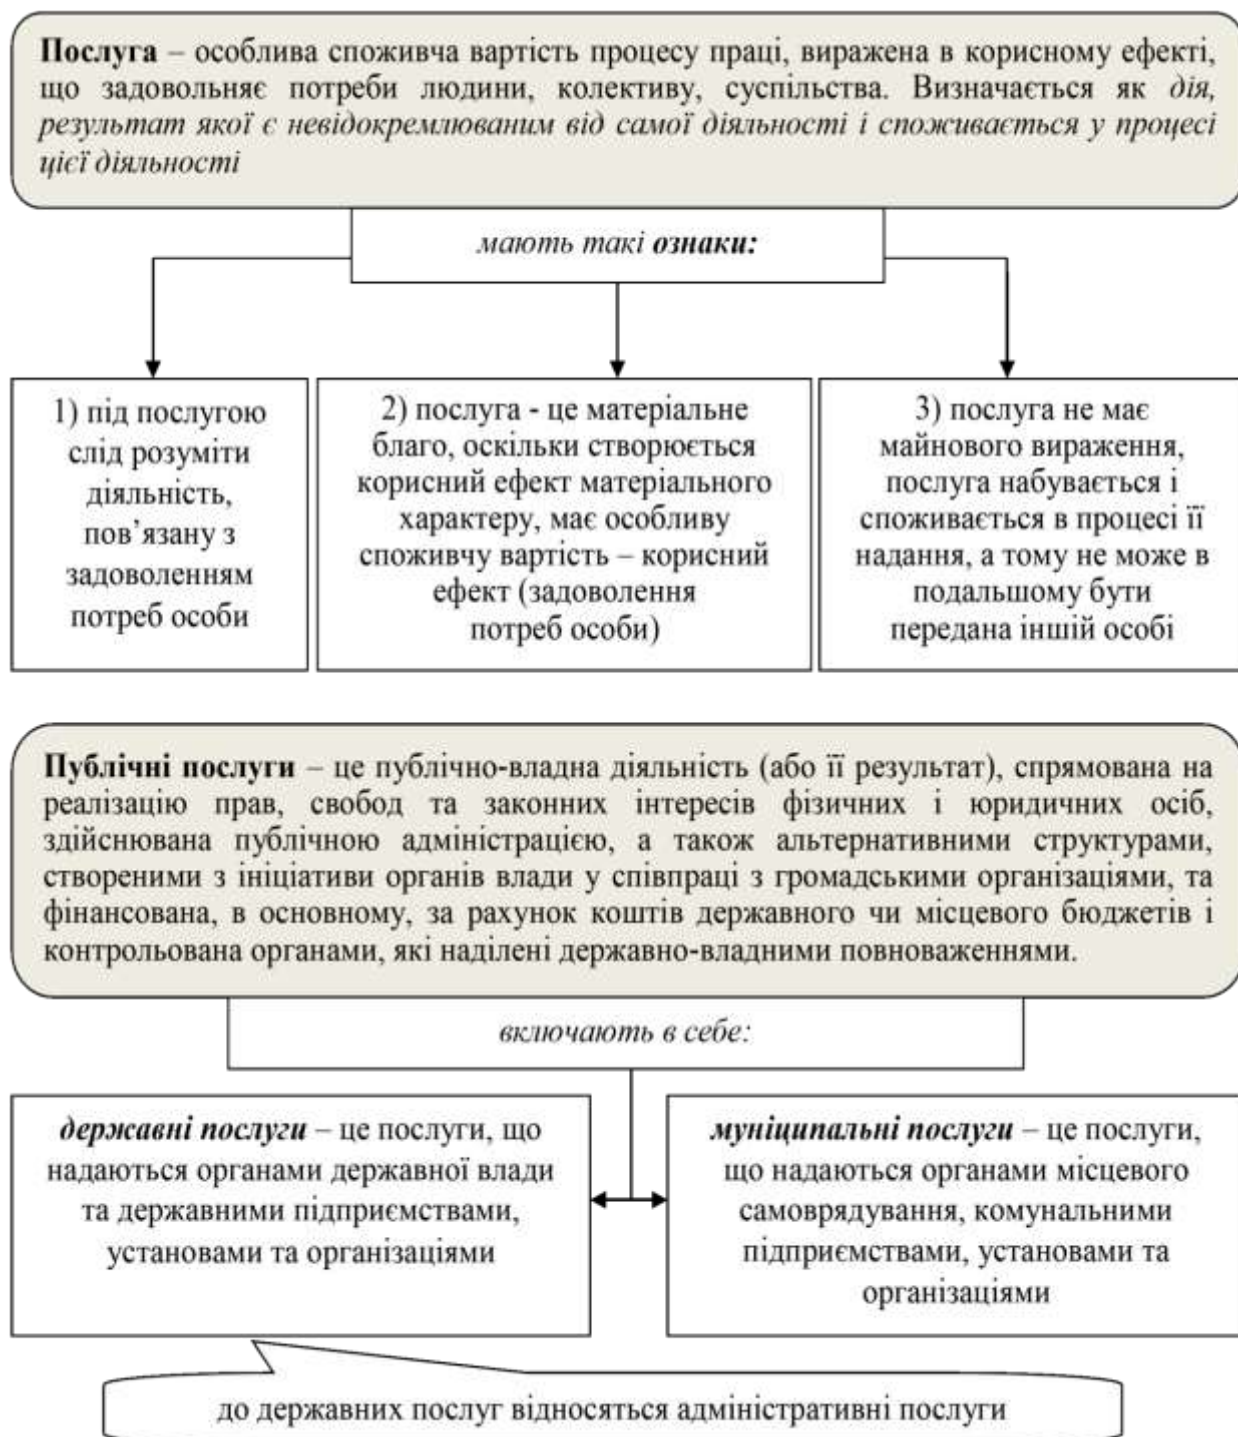 Послуга – особлива споживча вартість процесу праці, виражена в корисному ефекті,
що задовольняє потреби людини, колективу, суспільства. Визначається як дія,
результат якої є невідокремлюваним від самої діяльності і споживається у процесі
цієї діяльності
мають такі ознаки:
1) під послугою
слід розуміти
діяльність,
пов’язану з
задоволенням
потреб особи
2) послуга - це матеріальне
благо, оскільки створюється
корисний ефект матеріального
характеру, має особливу
споживчу вартість – корисний
ефект (задоволення
потреб особи)
3) послуга не має
майнового вираження,
послуга набувається і
споживається в процесі її
надання, а тому не може в
подальшому бути
передана іншій особі
Публічні послуги – це публічно-владна діяльність (або її результат), спрямована на
реалізацію прав, свобод та законних інтересів фізичних і юридичних осіб,
здійснювана публічною адміністрацією, а також альтернативними структурами,
створеними з ініціативи органів влади у співпраці з громадськими організаціями, та
фінансована, в основному, за рахунок коштів державного чи місцевого бюджетів і
контрольована органами, які наділені державно-владними повноваженнями.
включають в себе:
державні послуги – це послуги, що
надаються органами державної влади
та державними підприємствами,
установами та організаціями
муніципальні послуги – це послуги,
що надаються органами місцевого
самоврядування, комунальними
підприємствами, установами та
організаціями
до державних послуг відносяться адміністративні послуги